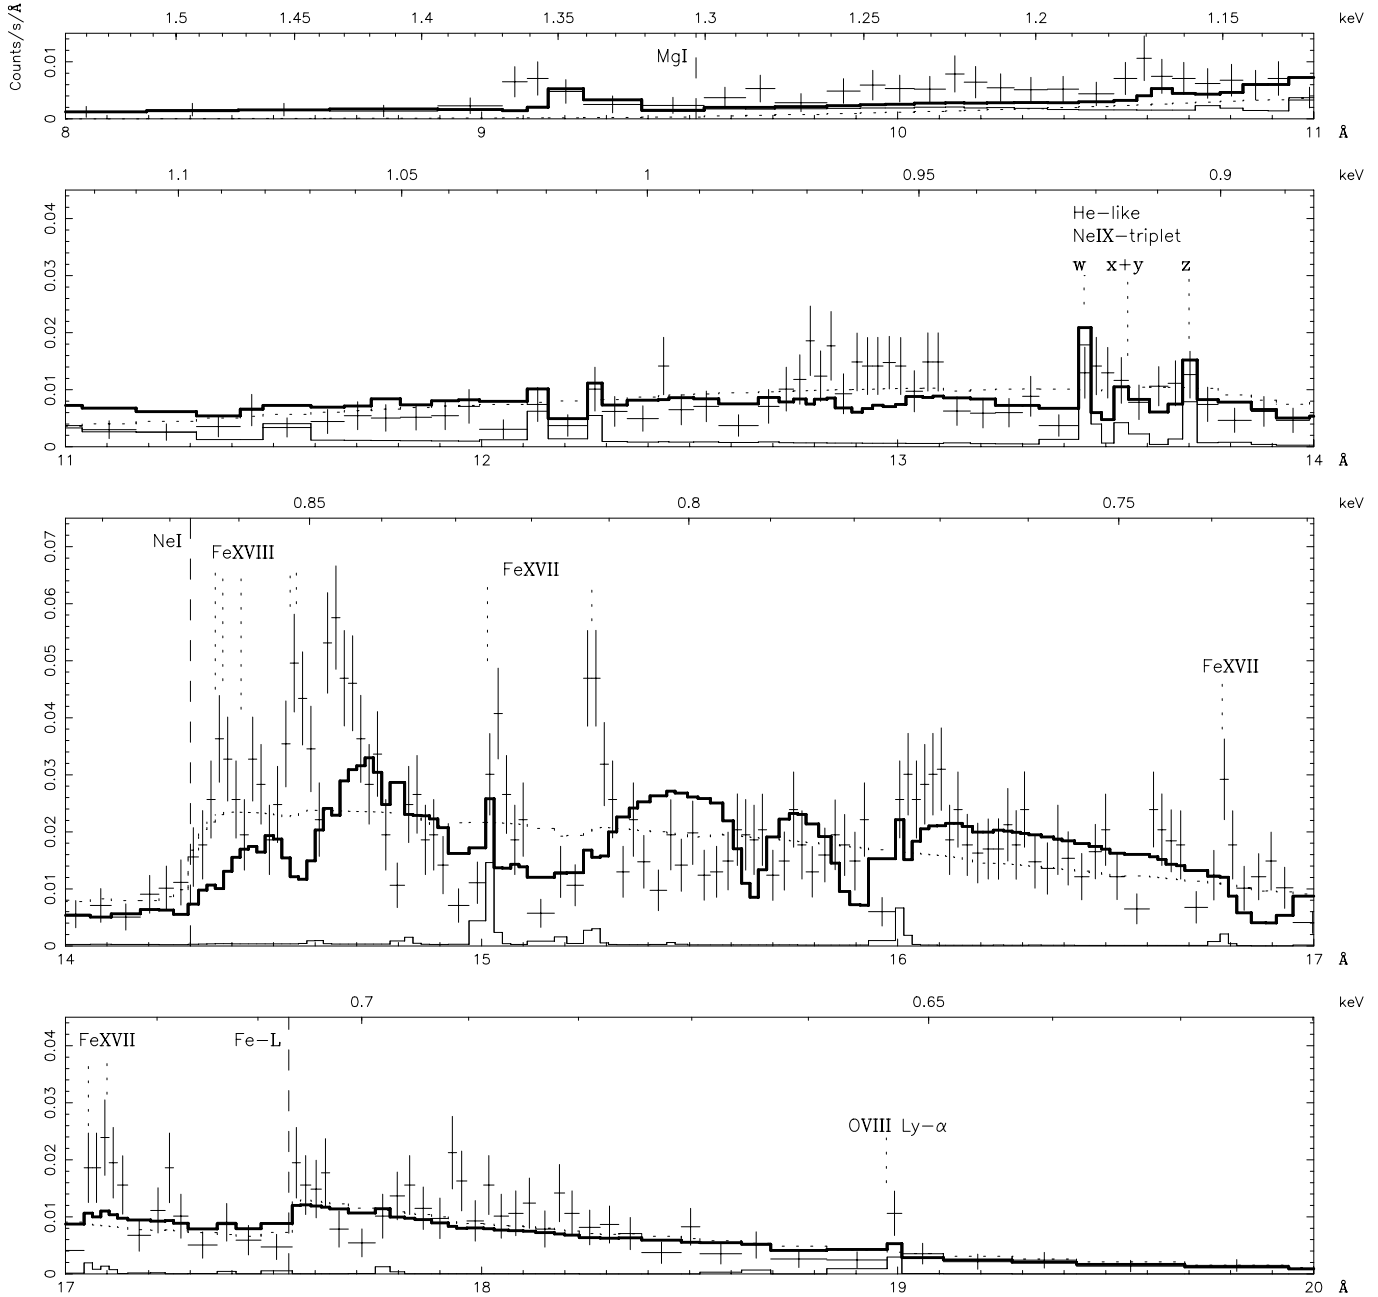 1.5 1.45 1.4 1.35 1.3 1.25 1.2 1.15 keV
Counts/s/Å
0.01
0
MgI
8 9 10 11 Å
1.1 1.05 1 0.95 0.9 keV
0.04
0.03
0.02
0.01
0
He-like
NeIX-triplet
w x+y z
11 12 13 14 Å
0.85 0.8 0.75 keV
0.07
0.06
0.05
0.04
0.03
0.02
0.01
0
NeI
FeXVIII
FeXVII
FeXVII
14 15 16 17 Å
0.7 0.65 keV
0.04
0.03
0.02
0.01
0
FeXVII
Fe-L
OVIII Ly-α
17 18 19 20 Å